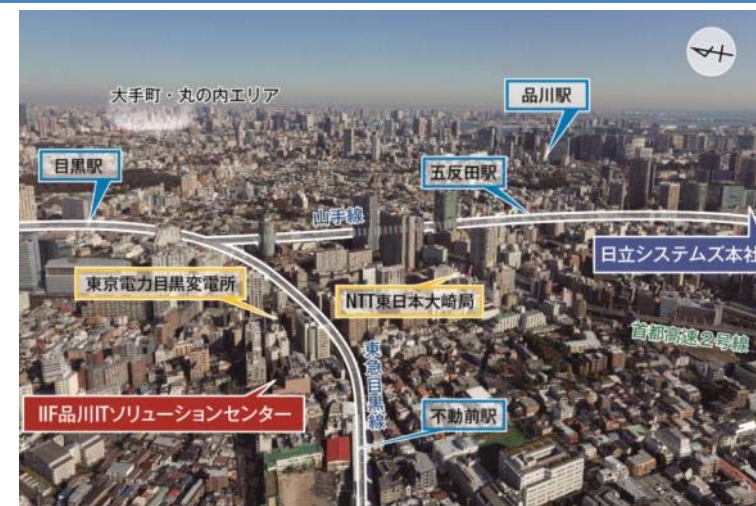 大手町・丸の内エリア
品川駅
目黒駅
五反田駅
山手線
日立システムズ本社
東京電力目黒変電所
NTT東日本大崎局
首都高速2号線
東急目黒線
IIF品川ITソリューションセンター
不動前駅